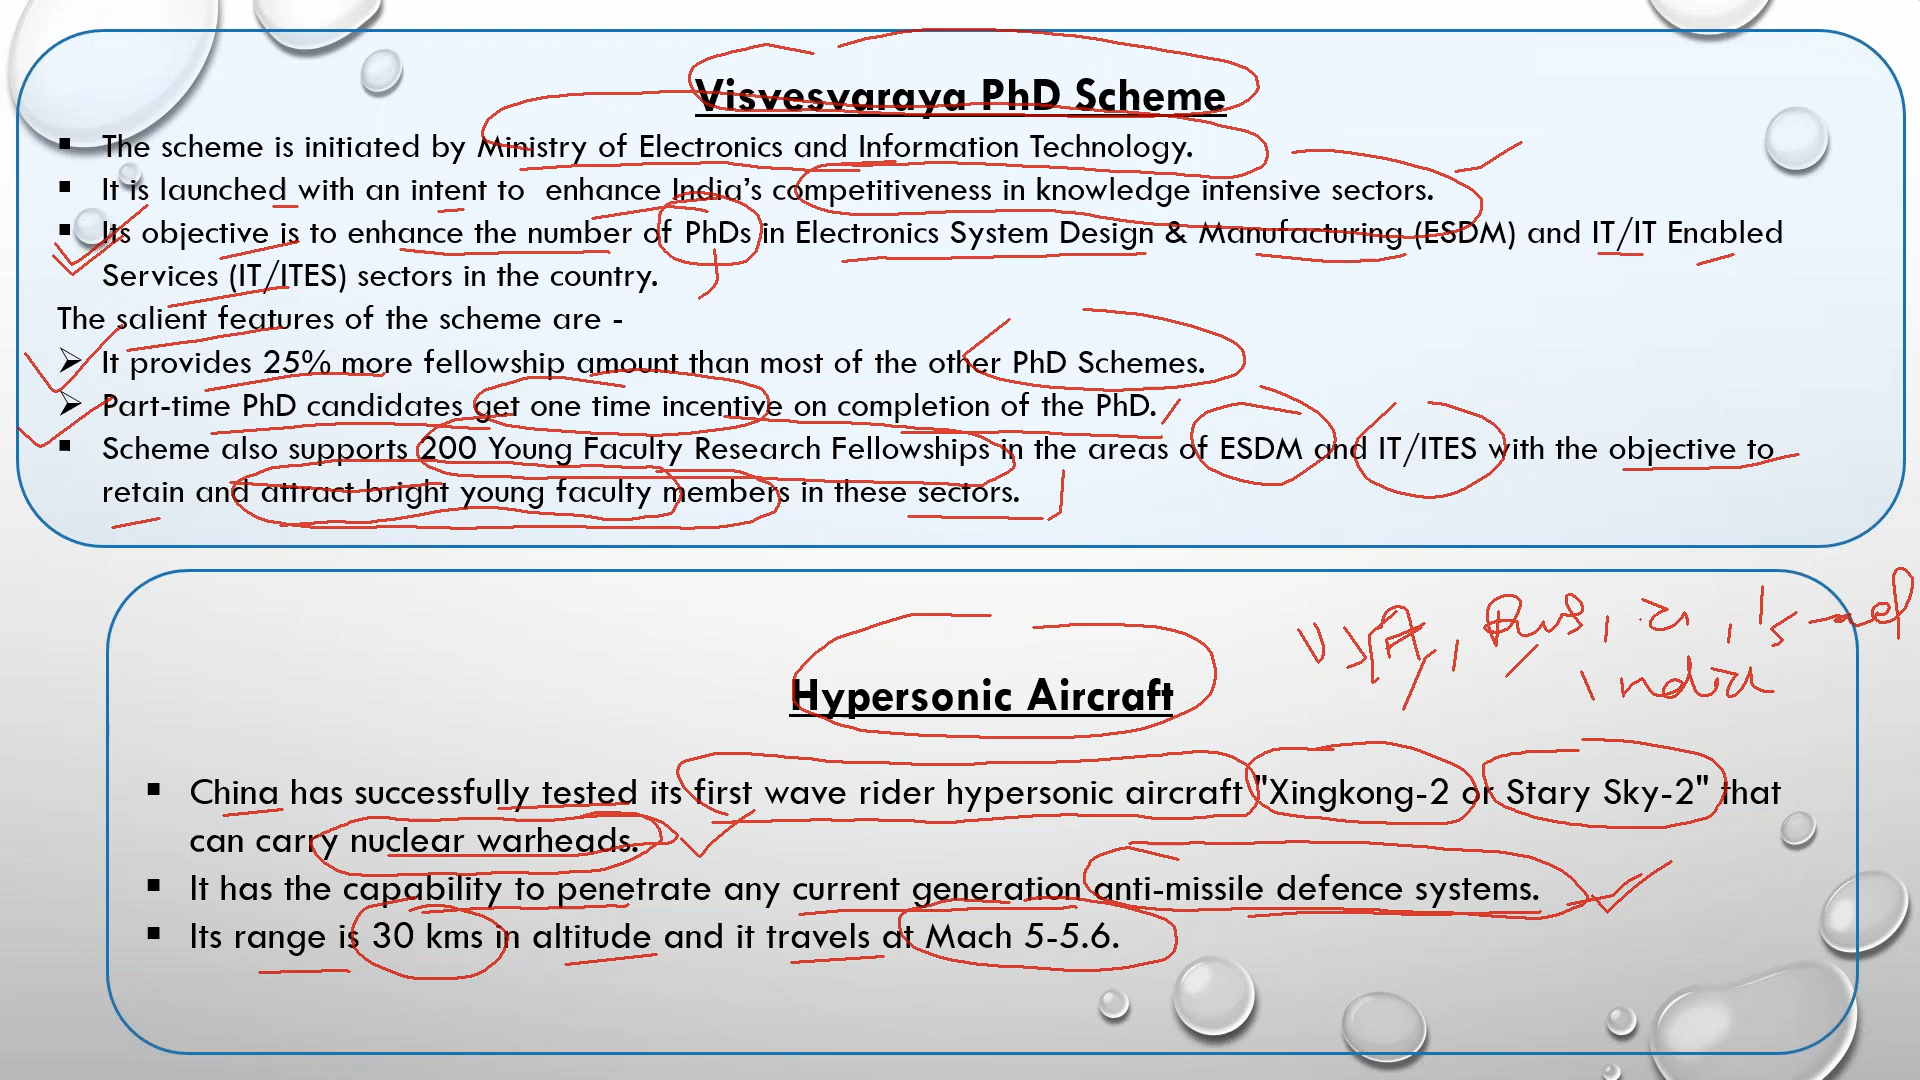 Visvesvaraya PhD Scheme
▪ The scheme is initiated by Ministry of Electronics and Information Technology.
▪ It is launched with an intent to enhance India's competitiveness in knowledge intensive sectors.
▪ Its objective is to enhance the number of PhDs in Electronics System Design & Manufacturing (ESDM) and IT/IT Enabled
Services (IT/ITES) sectors in the country.
The salient features of the scheme are -
➢ It provides 25% more fellowship amount than most of the other PhD Schemes.
➢ Part-time PhD candidates get one time incentive on completion of the PhD.
▪ Scheme also supports 200 Young Faculty Research Fellowships in the areas of ESDM and IT/ITES with the objective to
retain and attract bright young faculty members in these sectors.
USA, Rus, , Israel
India
Hypersonic Aircraft
▪ China has successfully tested its first wave rider hypersonic aircraft "Xingkong-2 or Stary Sky-2" that
can carry nuclear warheads.
▪ It has the capability to penetrate any current generation anti-missile defence systems.
▪ Its range is 30 kms in altitude and it travels at Mach 5-5.6.